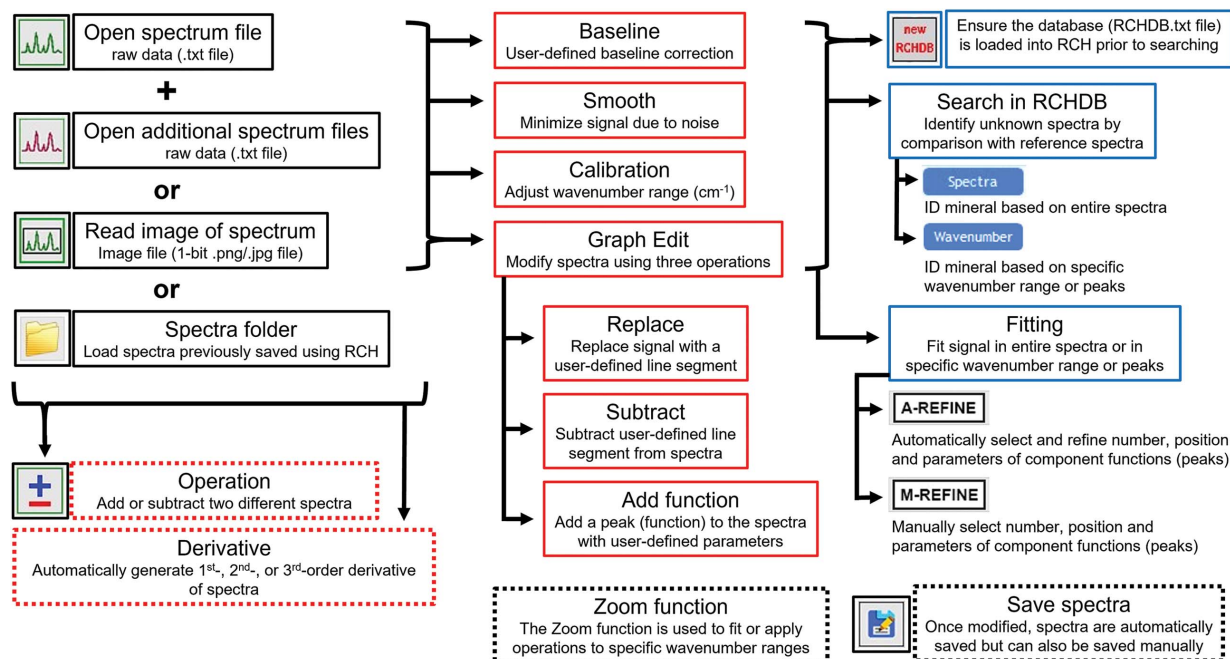 Open spectrum file
raw data (.txt file)
+
Open additional spectrum files
raw data (.txt file)
or
Read image of spectrum
Image file (1-bit .png/.jpg file)
or
Spectra folder
Load spectra previously saved using RCH
Operation
Add or subtract two different spectra
Derivative
Automatically generate 1st-, 2nd-, or 3rd-order derivative
of spectra
Baseline
User-defined baseline correction
Smooth
Minimize signal due to noise
Calibration
Adjust wavenumber range (cm-1)
Graph Edit
Modify spectra using three operations
Replace
Replace signal with a
user-defined line segment
Subtract
Subtract user-defined line
segment from spectra
Add function
Add a peak (function) to the spectra
with user-defined parameters
Zoom function
The Zoom function is used to fit or apply
operations to specific wavenumber ranges
new
RCHDB
Ensure the database (RCHDB.txt file)
is loaded into RCH prior to searching
Search in RCHDB
Identify unknown spectra by
comparison with reference spectra
Spectra
ID mineral based on entire spectra
Wavenumber
ID mineral based on specific
wavenumber range or peaks
Fitting
Fit signal in entire spectra or in
specific wavenumber range or peaks
A-REFINE
Automatically select and refine number, position
and parameters of component functions (peaks)
M-REFINE
Manually select number, position and
parameters of component functions (peaks)
Save spectra
Once modified, spectra are automatically
saved but can also be saved manually